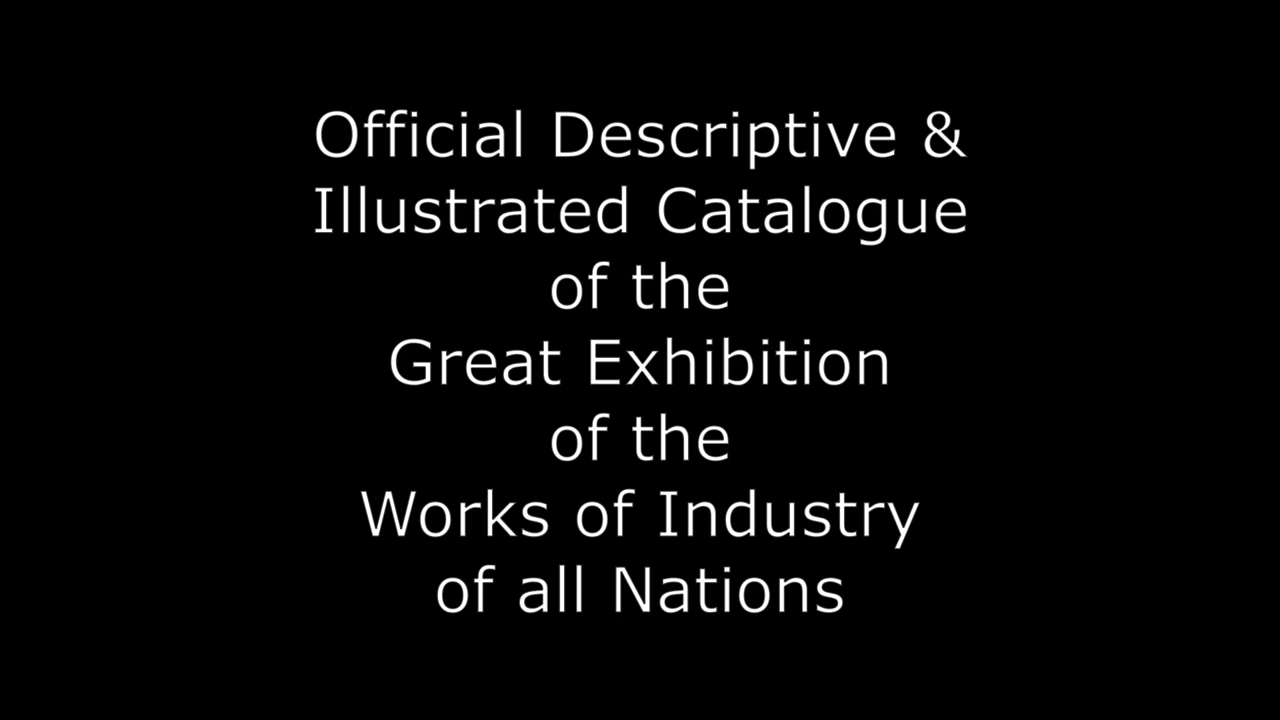 Official Descriptive &
Illustrated Catalogue
of the
Great Exhibition
of the
Works of Industry
of all Nations